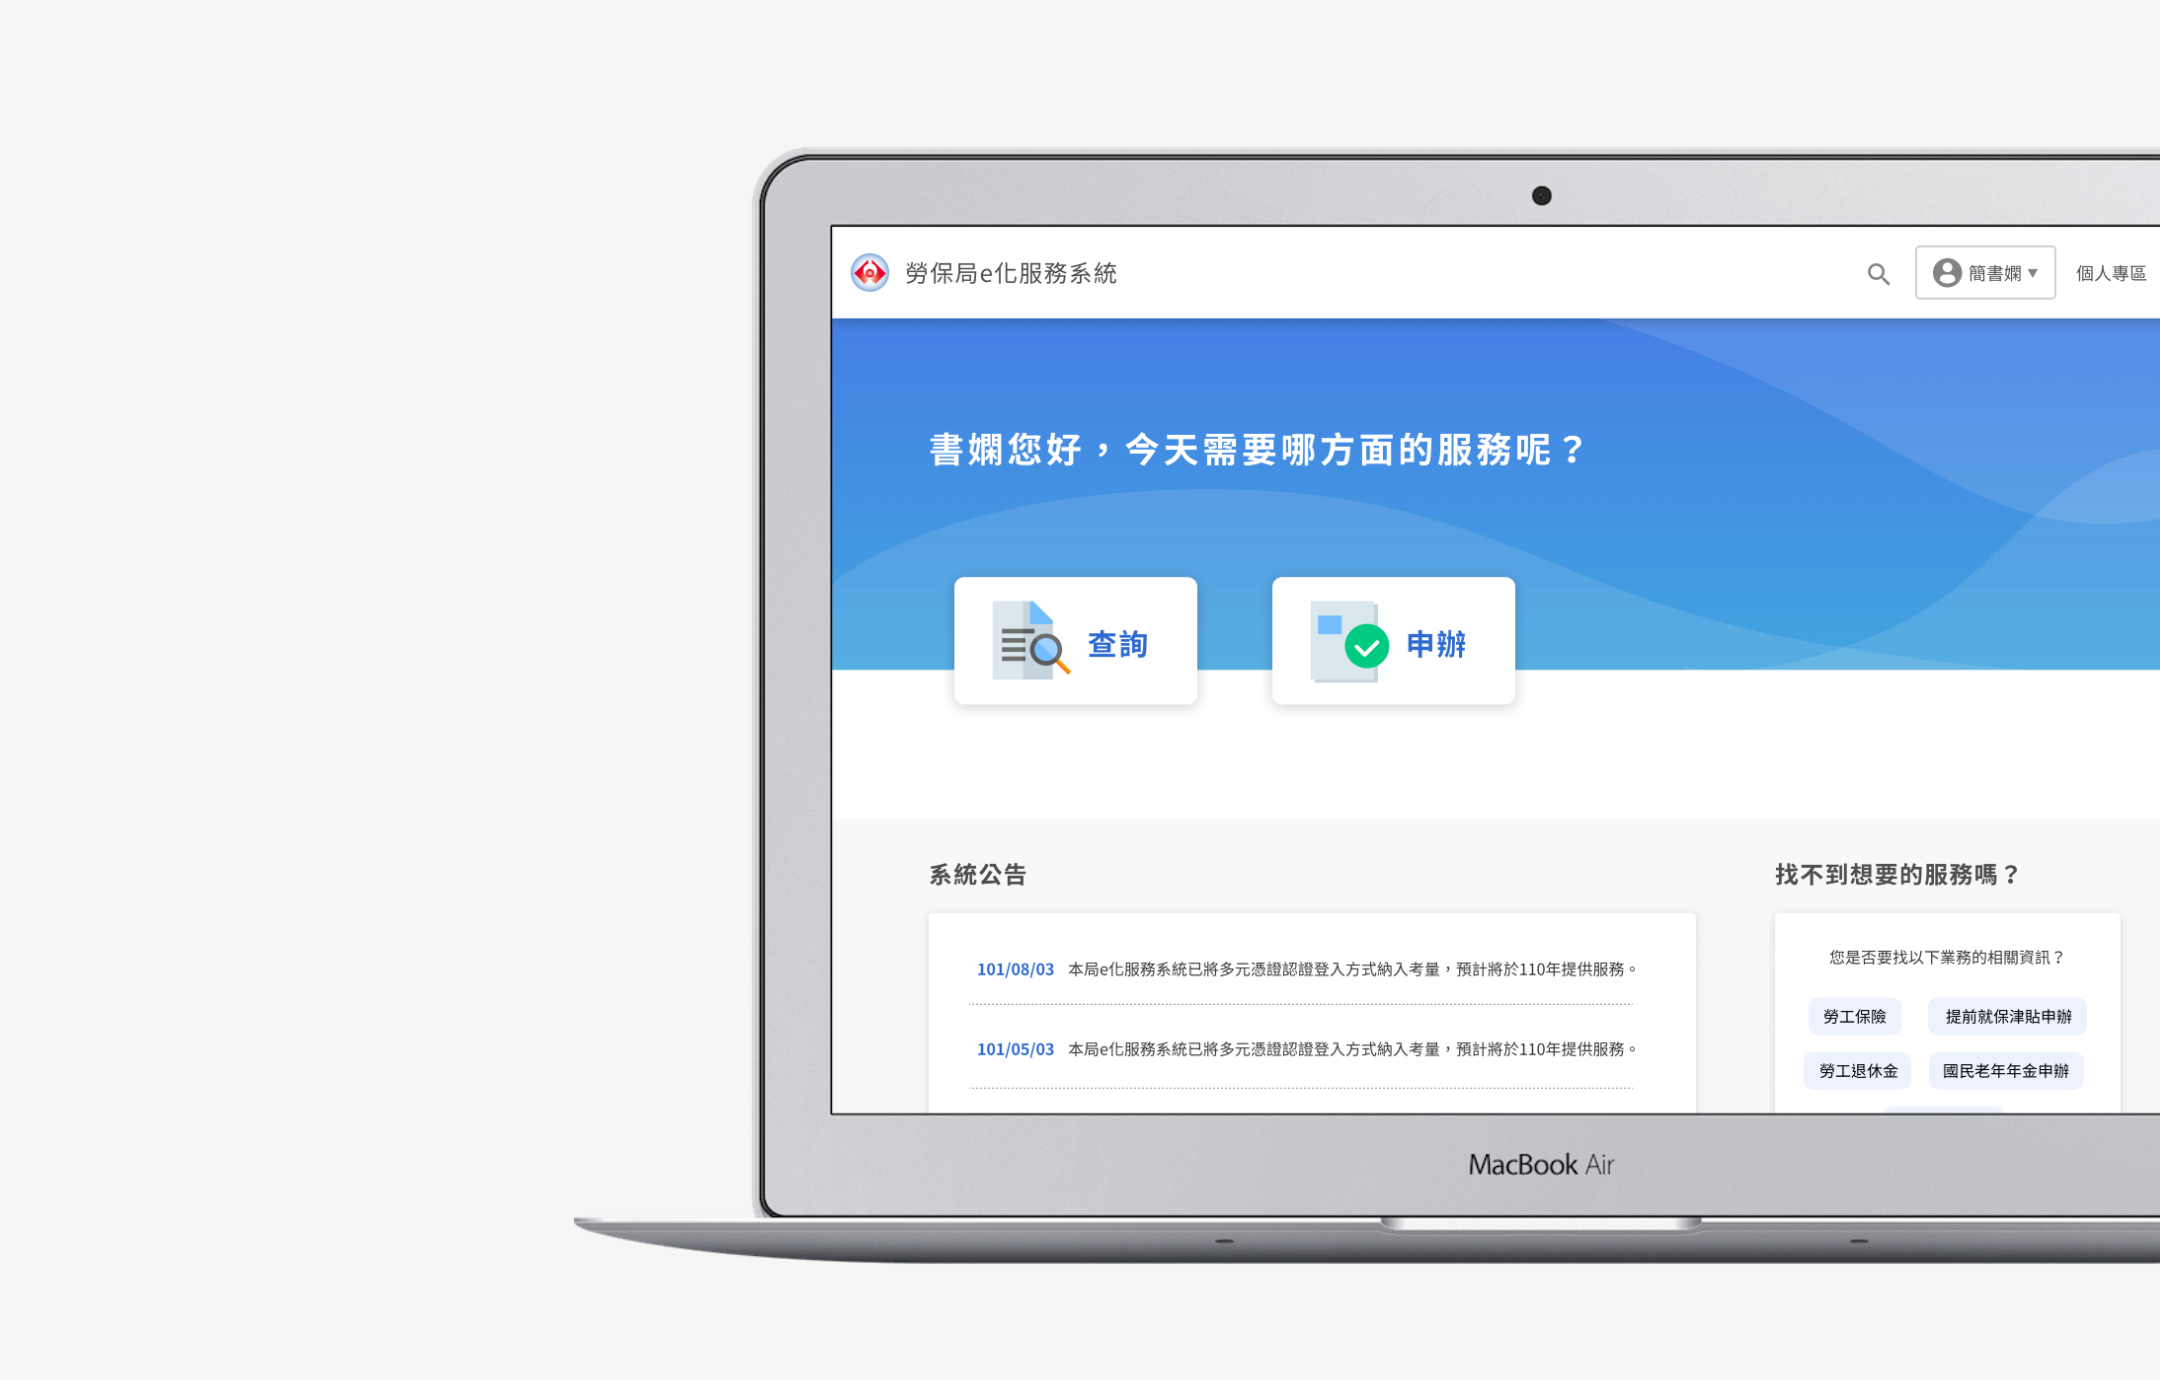 勞保局e化服務系統
簡書嫻▼
個人專區
書嫻您好，今天需要哪方面的服務呢？
查詢
申辦
系統公告
101/08/03 本局e化服務系統已將多元憑證認證登入方式納入考量，預計將於110年提供服務。
101/05/03 本局e化服務系統已將多元憑證認證登入方式納入考量，預計將於110年提供服務。
找不到想要的服務嗎？
您是否要找以下業務的相關資訊？
勞工保險
提前就保津貼申辦
勞工退休金
國民老年年金申辦
MacBook Air